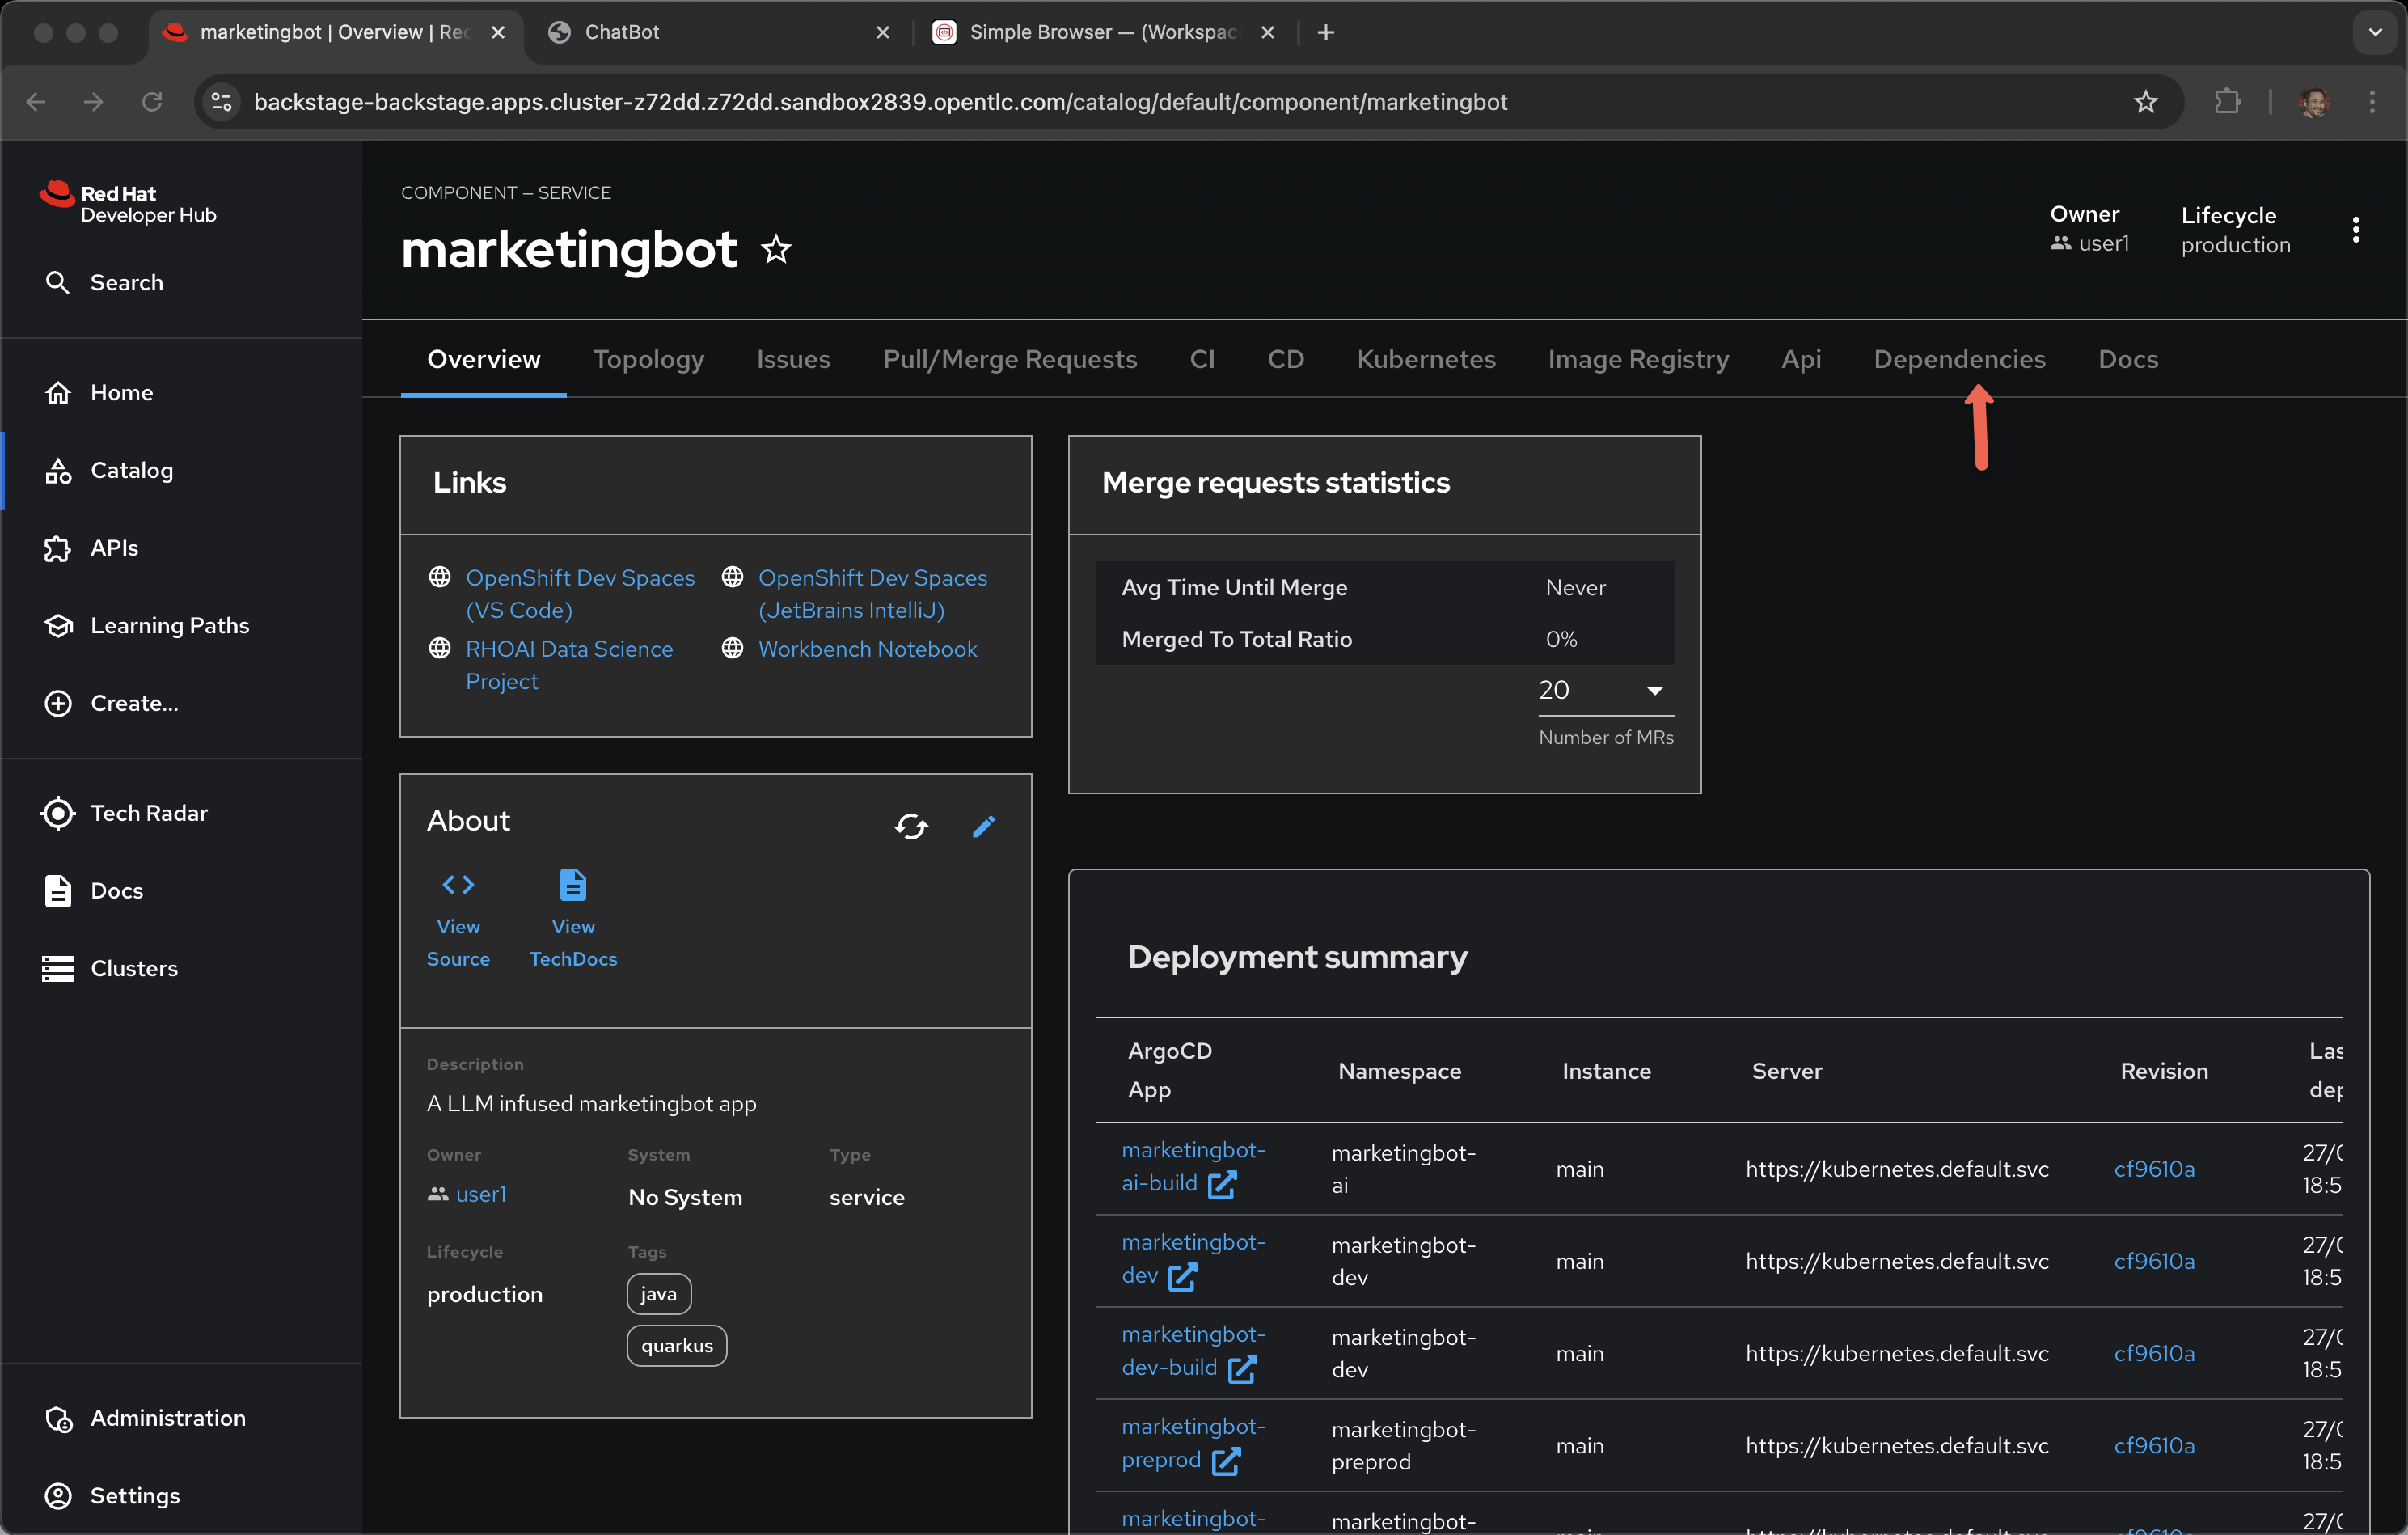 marketingbot | Overview | Rec
ChatBot
Simple Browser — (Workspac
backstage-backstage.apps.cluster-z72dd.z72dd.sandbox2839.opentlc.com/catalog/default/component/marketingbot
Red Hat
Developer Hub
Search
Home
Catalog
APIs
Learning Paths
Create...
Tech Radar
Docs
Clusters
Administration
Settings
COMPONENT — SERVICE
marketingbot
Owner
user1
Lifecycle
production
Overview Topology Issues Pull/Merge Requests CI CD Kubernetes Image Registry Api Dependencies Docs
Links
OpenShift Dev Spaces
(VS Code)
OpenShift Dev Spaces
(JetBrains IntelliJ)
RHOAI Data Science
Project
Workbench Notebook
About
View
Source
View
TechDocs
Description
A LLM infused marketingbot app
Owner
user1
System
No System
Type
service
Lifecycle
production
Tags
java
quarkus
Merge requests statistics
Avg Time Until Merge Never
Merged To Total Ratio 0%
20
Number of MRs
Deployment summary
ArgoCD
App
Namespace
Instance
Server
Revision
Las
dep
marketingbot-
ai-build
marketingbot-
ai
main
https://kubernetes.default.svc
cf9610a
27/0
18:5
marketingbot-
dev
marketingbot-
dev
main
https://kubernetes.default.svc
cf9610a
27/0
18:5
marketingbot-
dev-build
marketingbot-
dev
main
https://kubernetes.default.svc
cf9610a
27/0
18:5
marketingbot-
preprod
marketingbot-
preprod
main
https://kubernetes.default.svc
cf9610a
27/0
18:5
marketingbot-
marketingbot-
27/0